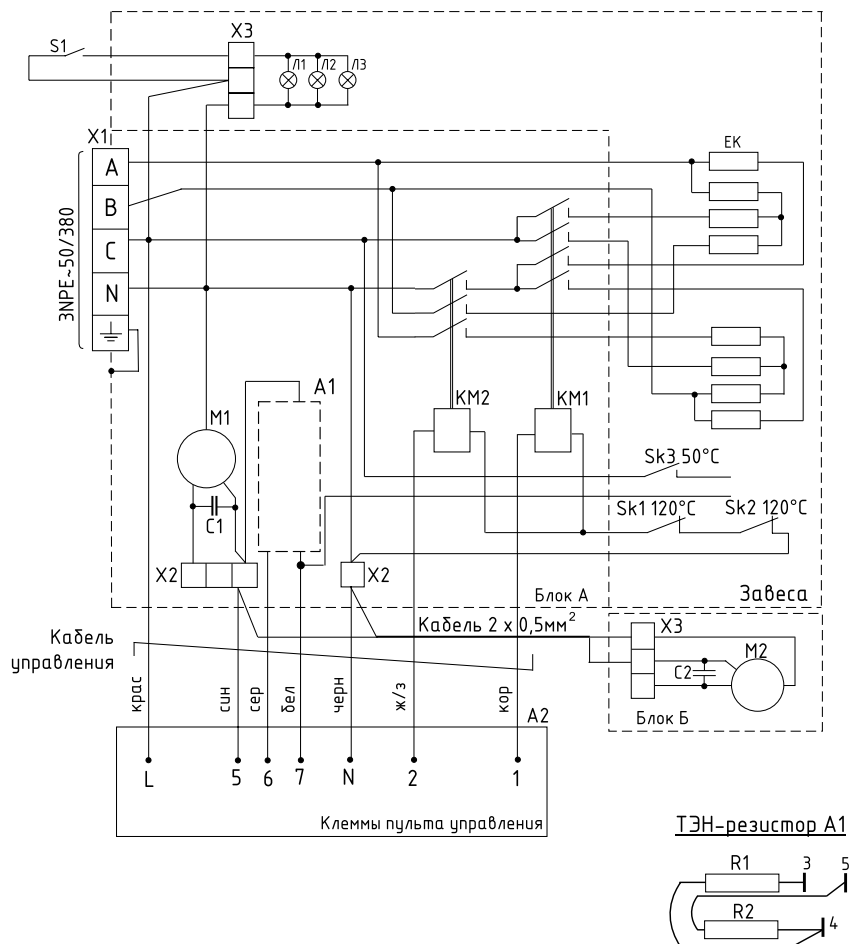 S1
X3
Л1
Л2
Л3
X1
A
B
C
N
3NPE~50/380
EK
A1
M1
C1
KM2
KM1
Sk3 50°C
Sk1 120°C
Sk2 120°C
X2
X2
Блок А
Завеса
Кабель
управления
Кабель 2 x 0,5мм²
X3
M2
C2
Блок Б
крас
син
сер
бел
черн
ж/з
кор
A2
L
5
6
7
N
2
1
Клеммы пульта управления
ТЭН-резистор А1
R1
3
5
R2
4